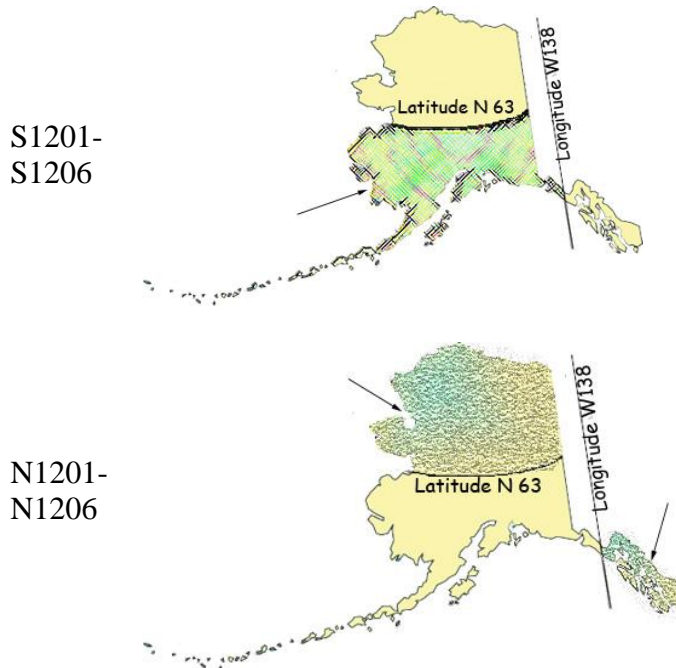 Latitude N 63
Longitude W138
S1201-
S1206
Latitude N 63
Longitude W138
N1201-
N1206